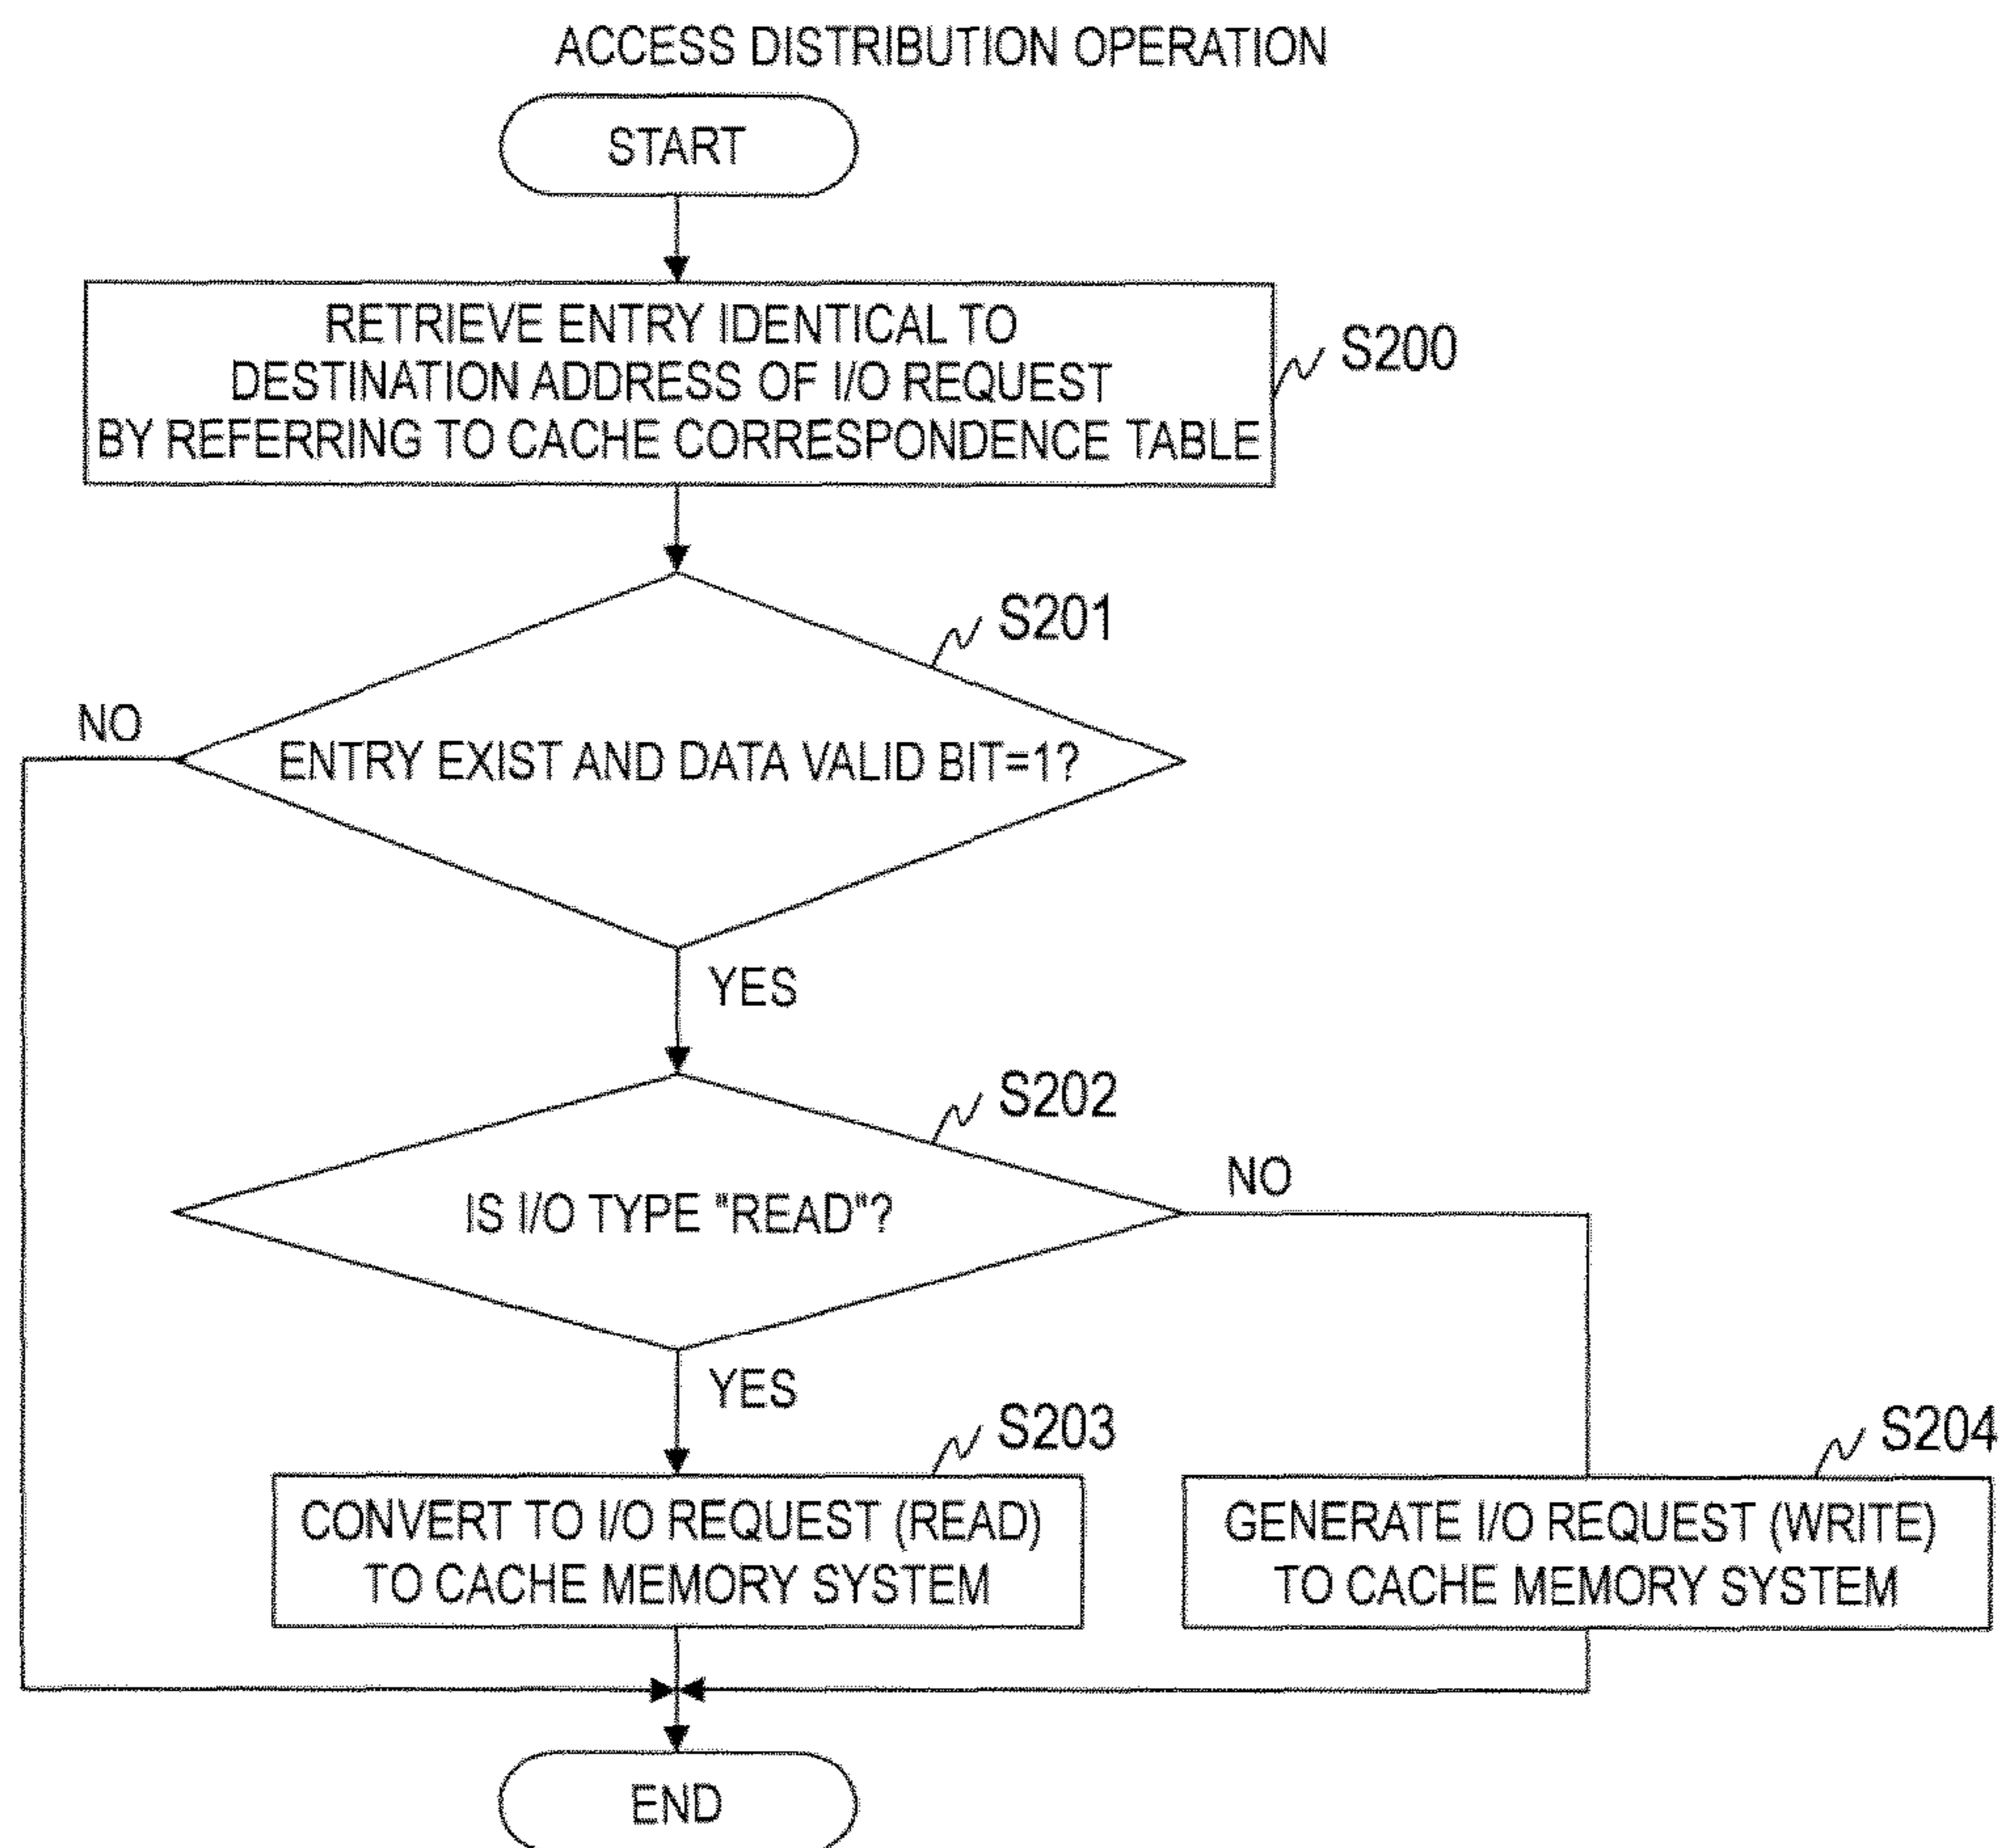 ACCESS DISTRIBUTION OPERATION
START
RETRIEVE ENTRY IDENTICAL TO
DESTINATION ADDRESS OF I/O REQUEST
BY REFERRING TO CACHE CORRESPONDENCE TABLE
S200
S201
NO
ENTRY EXIST AND DATA VALID BIT=1?
YES
S202
NO
IS I/O TYPE "READ"?
YES
S203
S204
CONVERT TO I/O REQUEST (READ)
TO CACHE MEMORY SYSTEM
GENERATE I/O REQUEST (WRITE)
TO CACHE MEMORY SYSTEM
END